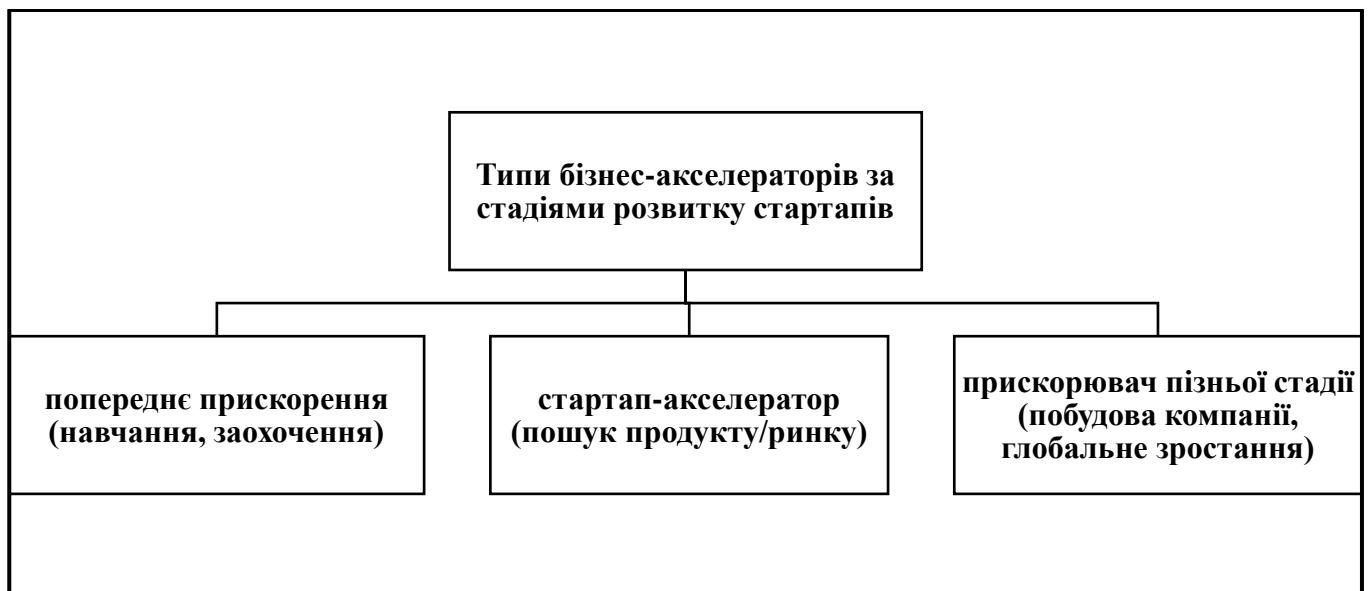 Типи бізнес-акселераторів за
стадіями розвитку стартапів
попереднє прискорення
(навчання, заохочення)
стартап-акселератор
(пошук продукту/ринку)
прискорювач пізньої стадії
(побудова компанії,
глобальне зростання)